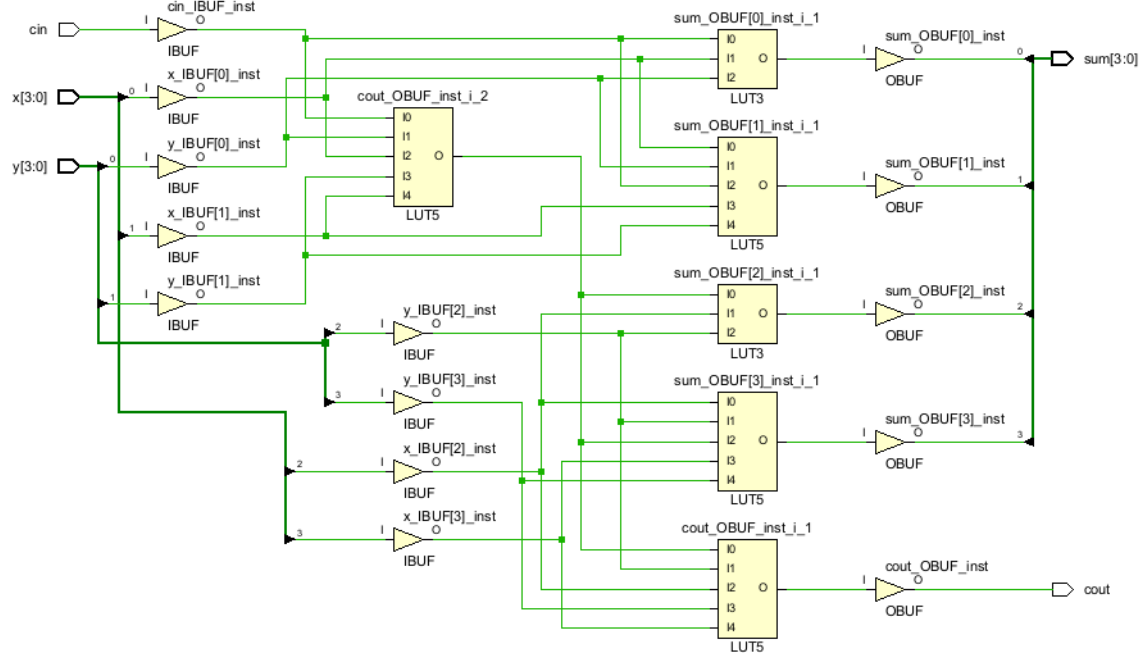 cin
I
cin_IBUF_inst
O
IBUF
x[3:0]
0
I
x_IBUF[0]_inst
O
IBUF
y[3:0]
0
I
y_IBUF[0]_inst
O
IBUF
1
I
x_IBUF[1]_inst
O
IBUF
1
I
y_IBUF[1]_inst
O
IBUF
cout_OBUF_inst_i_2
I0
I1
I2
I3
I4
O
LUT5
2
I
y_IBUF[2]_inst
O
IBUF
3
I
y_IBUF[3]_inst
O
IBUF
2
I
x_IBUF[2]_inst
O
IBUF
3
I
x_IBUF[3]_inst
O
IBUF
sum_OBUF[0]_inst_i_1
I0
I1
I2
O
LUT3
sum_OBUF[1]_inst_i_1
I0
I1
I2
I3
I4
O
LUT5
sum_OBUF[2]_inst_i_1
I0
I1
I2
O
LUT3
sum_OBUF[3]_inst_i_1
I0
I1
I2
I3
I4
O
LUT5
cout_OBUF_inst_i_1
I0
I1
I2
I3
I4
O
LUT5
sum_OBUF[0]_inst
I
O
OBUF
0
sum[3:0]
sum_OBUF[1]_inst
I
O
OBUF
1
sum_OBUF[2]_inst
I
O
OBUF
2
sum_OBUF[3]_inst
I
O
OBUF
3
cout_OBUF_inst
I
O
OBUF
cout